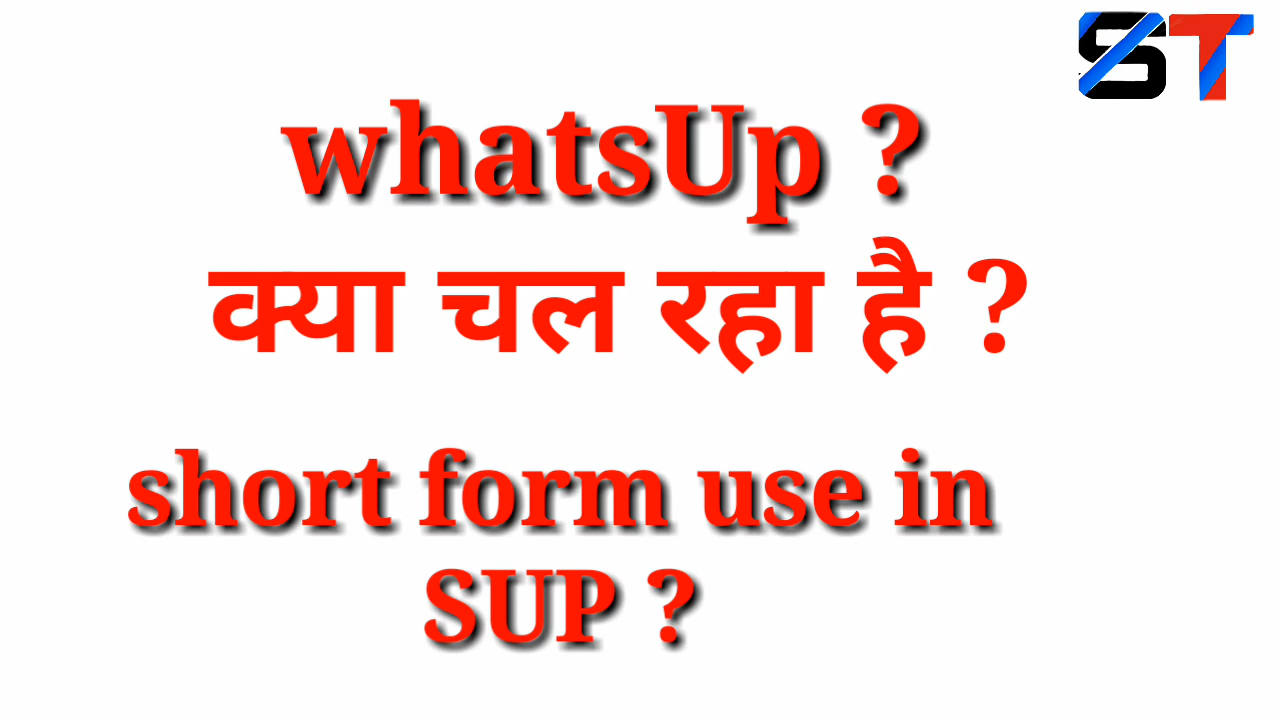 ST
whatsUp ?
क्या चल रहा है ?
short form use in
SUP ?